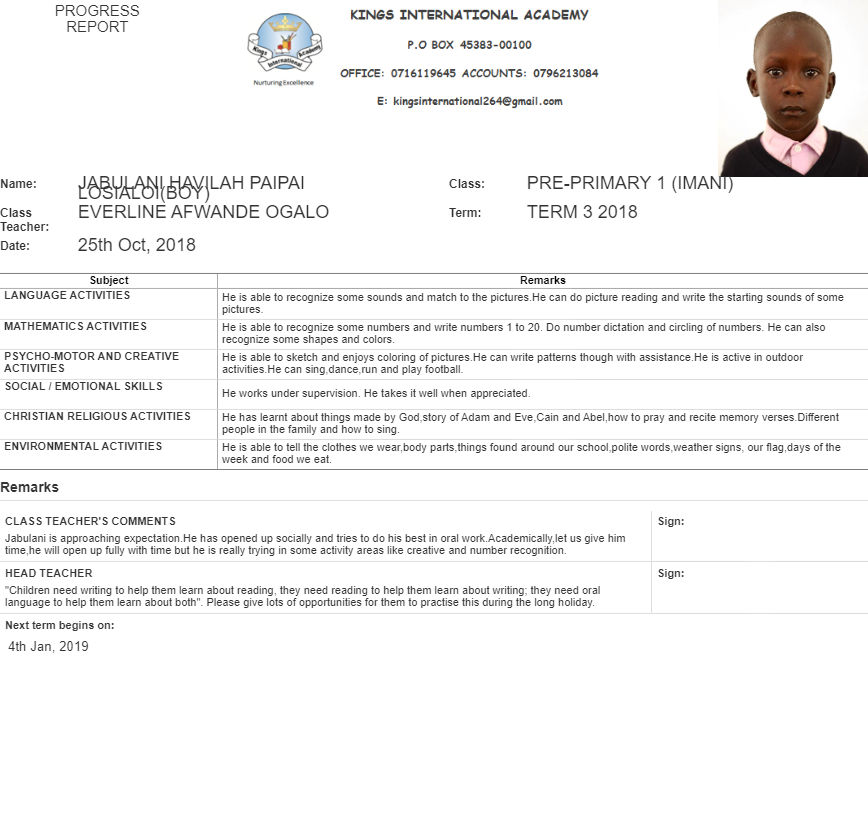 PROGRESS
REPORT
KINGS INTERNATIONAL ACADEMY
P.O BOX 45383-00100
OFFICE: 0716119645 ACCOUNTS: 0796213084
E: kingsinternational264@gmail.com
Kings Academy
International
Nurturing Excellence
Name: JABULANI HAVILAH PAIPAI
LOSIALOI(BOY)
Class: PRE-PRIMARY 1 (IMANI)
Class
Teacher: EVERLINE AFWANDE OGALO
Term: TERM 3 2018
Date: 25th Oct, 2018
Subject Remarks
LANGUAGE ACTIVITIES
He is able to recognize some sounds and match to the pictures.He can do picture reading and write the starting sounds of some
pictures.
MATHEMATICS ACTIVITIES
He is able to recognize some numbers and write numbers 1 to 20. Do number dictation and circling of numbers. He can also
recognize some shapes and colors.
PSYCHO-MOTOR AND CREATIVE
ACTIVITIES
He is able to sketch and enjoys coloring of pictures.He can write patterns though with assistance.He is active in outdoor
activities.He can sing,dance,run and play football.
SOCIAL / EMOTIONAL SKILLS
He works under supervision. He takes it well when appreciated.
CHRISTIAN RELIGIOUS ACTIVITIES
He has learnt about things made by God,story of Adam and Eve,Cain and Abel,how to pray and recite memory verses.Different
people in the family and how to sing.
ENVIRONMENTAL ACTIVITIES
He is able to tell the clothes we wear,body parts,things found around our school,polite words,weather signs, our flag,days of the
week and food we eat.
Remarks
CLASS TEACHER'S COMMENTS
Sign:
Jabulani is approaching expectation.He has opened up socially and tries to do his best in oral work.Academically,let us give him
time,he will open up fully with time but he is really trying in some activity areas like creative and number recognition.
HEAD TEACHER
Sign:
"Children need writing to help them learn about reading, they need reading to help them learn about writing; they need oral
language to help them learn about both". Please give lots of opportunities for them to practise this during the long holiday.
Next term begins on:
4th Jan, 2019